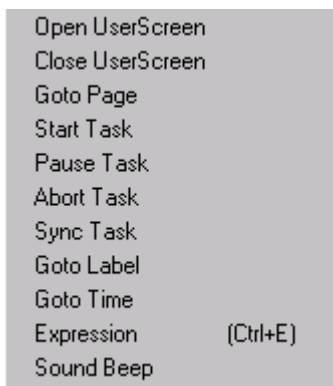 Open UserScreen
Close UserScreen
Goto Page
Start Task
Pause Task
Abort Task
Sync Task
Goto Label
Goto Time
Expression (Ctrl+E)
Sound Beep